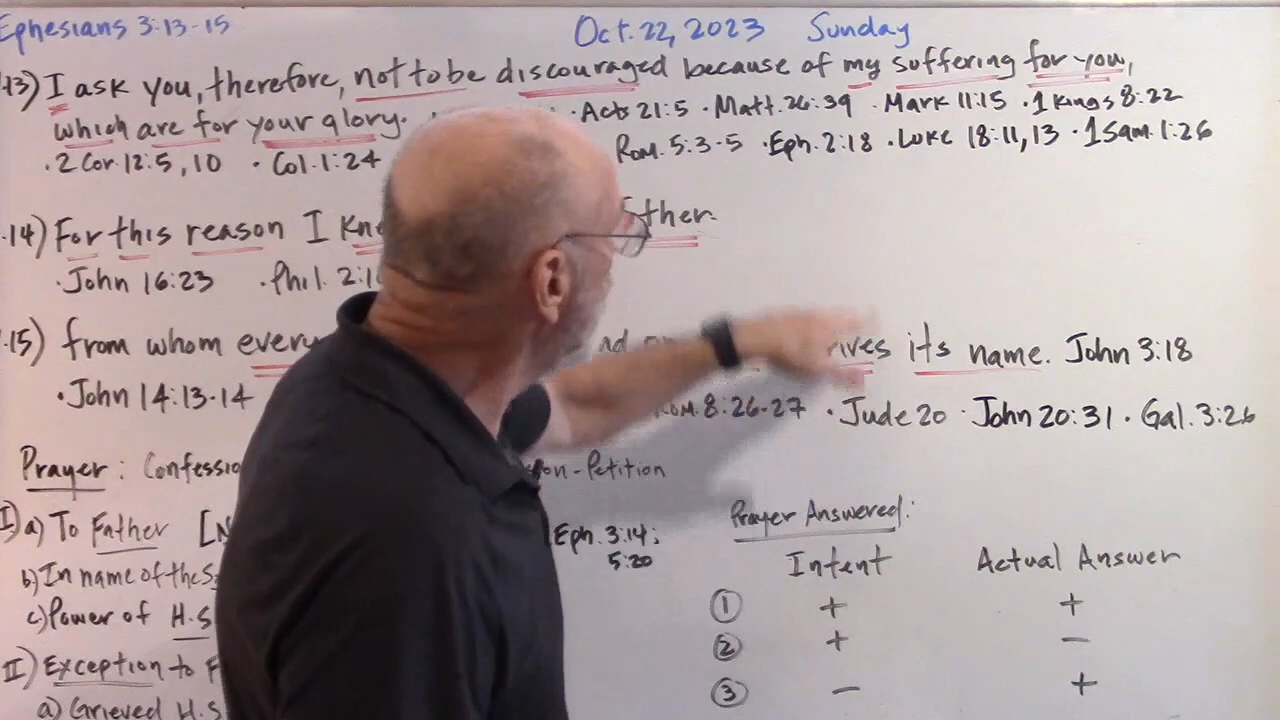 Ephesians 3:13-15 Oct. 22, 2023 Sunday
13) I ask you, therefore, not to be discouraged because of my suffering for you,
which are for your glory. · Acts 21:5 · Matt. 26:39 · Mark 11:15 · 1 Kings 8:22
· 2 Cor. 12:5, 10 · Col. 1:24 Rom. 5:3-5 · Eph. 2:18 · Luke 18:11, 13 · 1 Sam. 1:26
14) For this reason I
· John 16:23 · Phil. 2:1
15) from whom every its name. John 3:18
· John 14:13-14 Rom. 8:26-27 · Jude 20 · John 20:31 · Gal. 3:26
Prayer: Confessio on - Petition
I) a) To Father Eph. 3:14;
5:20
b) In name of the
c) Power of H.S
II) Exception to F
a) Grieved H.S
Prayer Answered:
Intent Actual Answer
① + +
② + −
③ − +